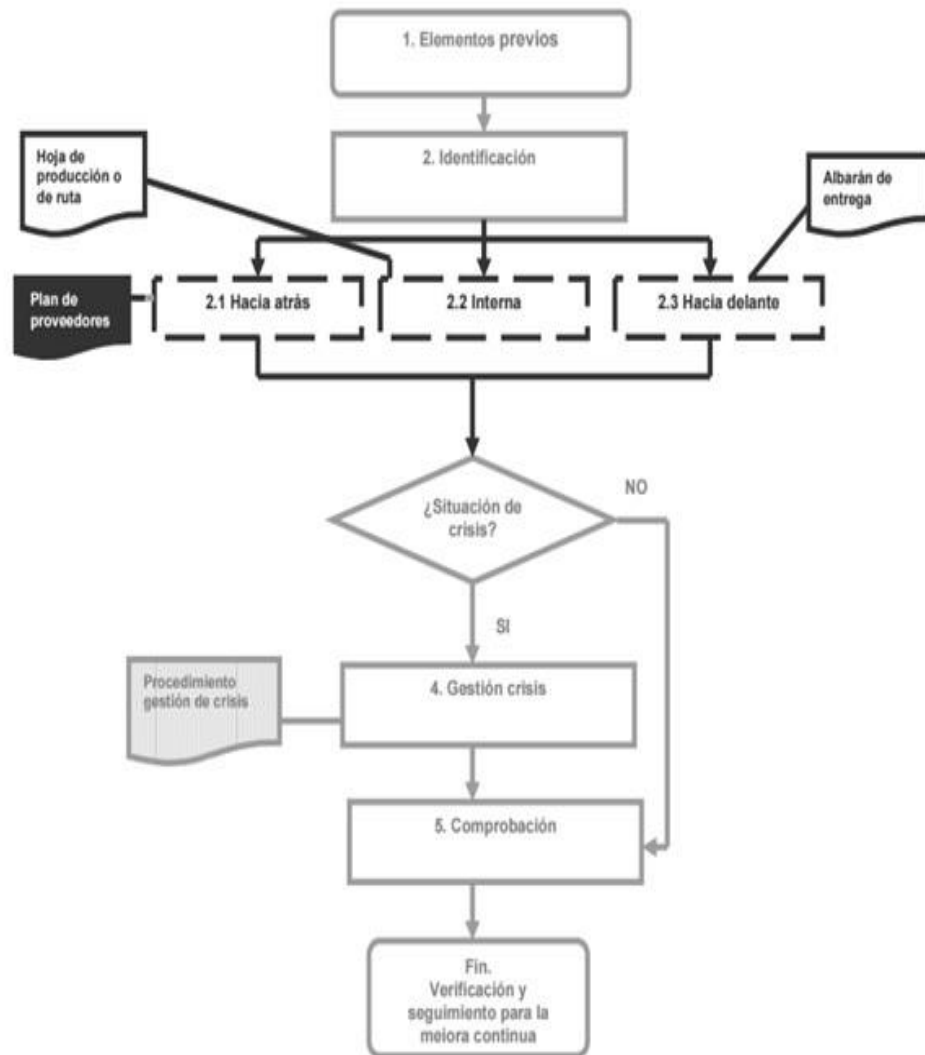 1. Elementos previos
2. Identificación
Hoja de
producción o
de ruta
Albarán de
entrega
Plan de
proveedores
2.1 Hacia atrás
2.2 Interna
2.3 Hacia delante
¿Situación de
crisis?
NO
SI
Procedimiento
gestión de crisis
4. Gestión crisis
5. Comprobación
Fin.
Verificación y
seguimiento para la
meiora continua